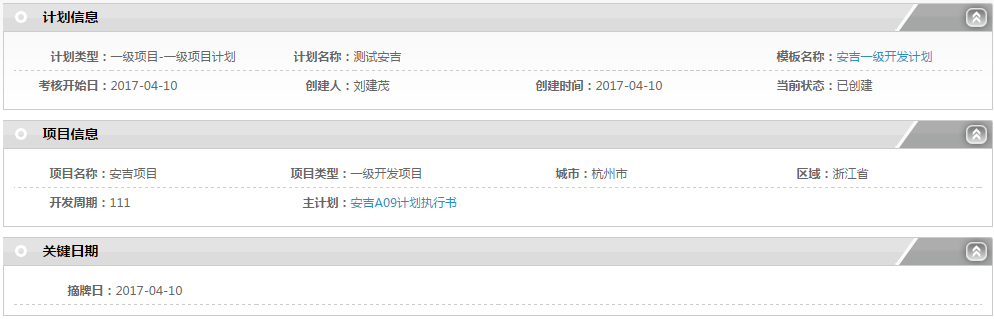 计划信息
计划类型：一级项目-一级项目计划 计划名称：测试安吉 模板名称：安吉一级开发计划
考核开始日：2017-04-10 创建人：刘建茂 创建时间：2017-04-10 当前状态：已创建
项目信息
项目名称：安吉项目 项目类型：一级开发项目 城市：杭州市 区域：浙江省
开发周期：111 主计划：安吉A09计划执行书
关键日期
摘牌日：2017-04-10